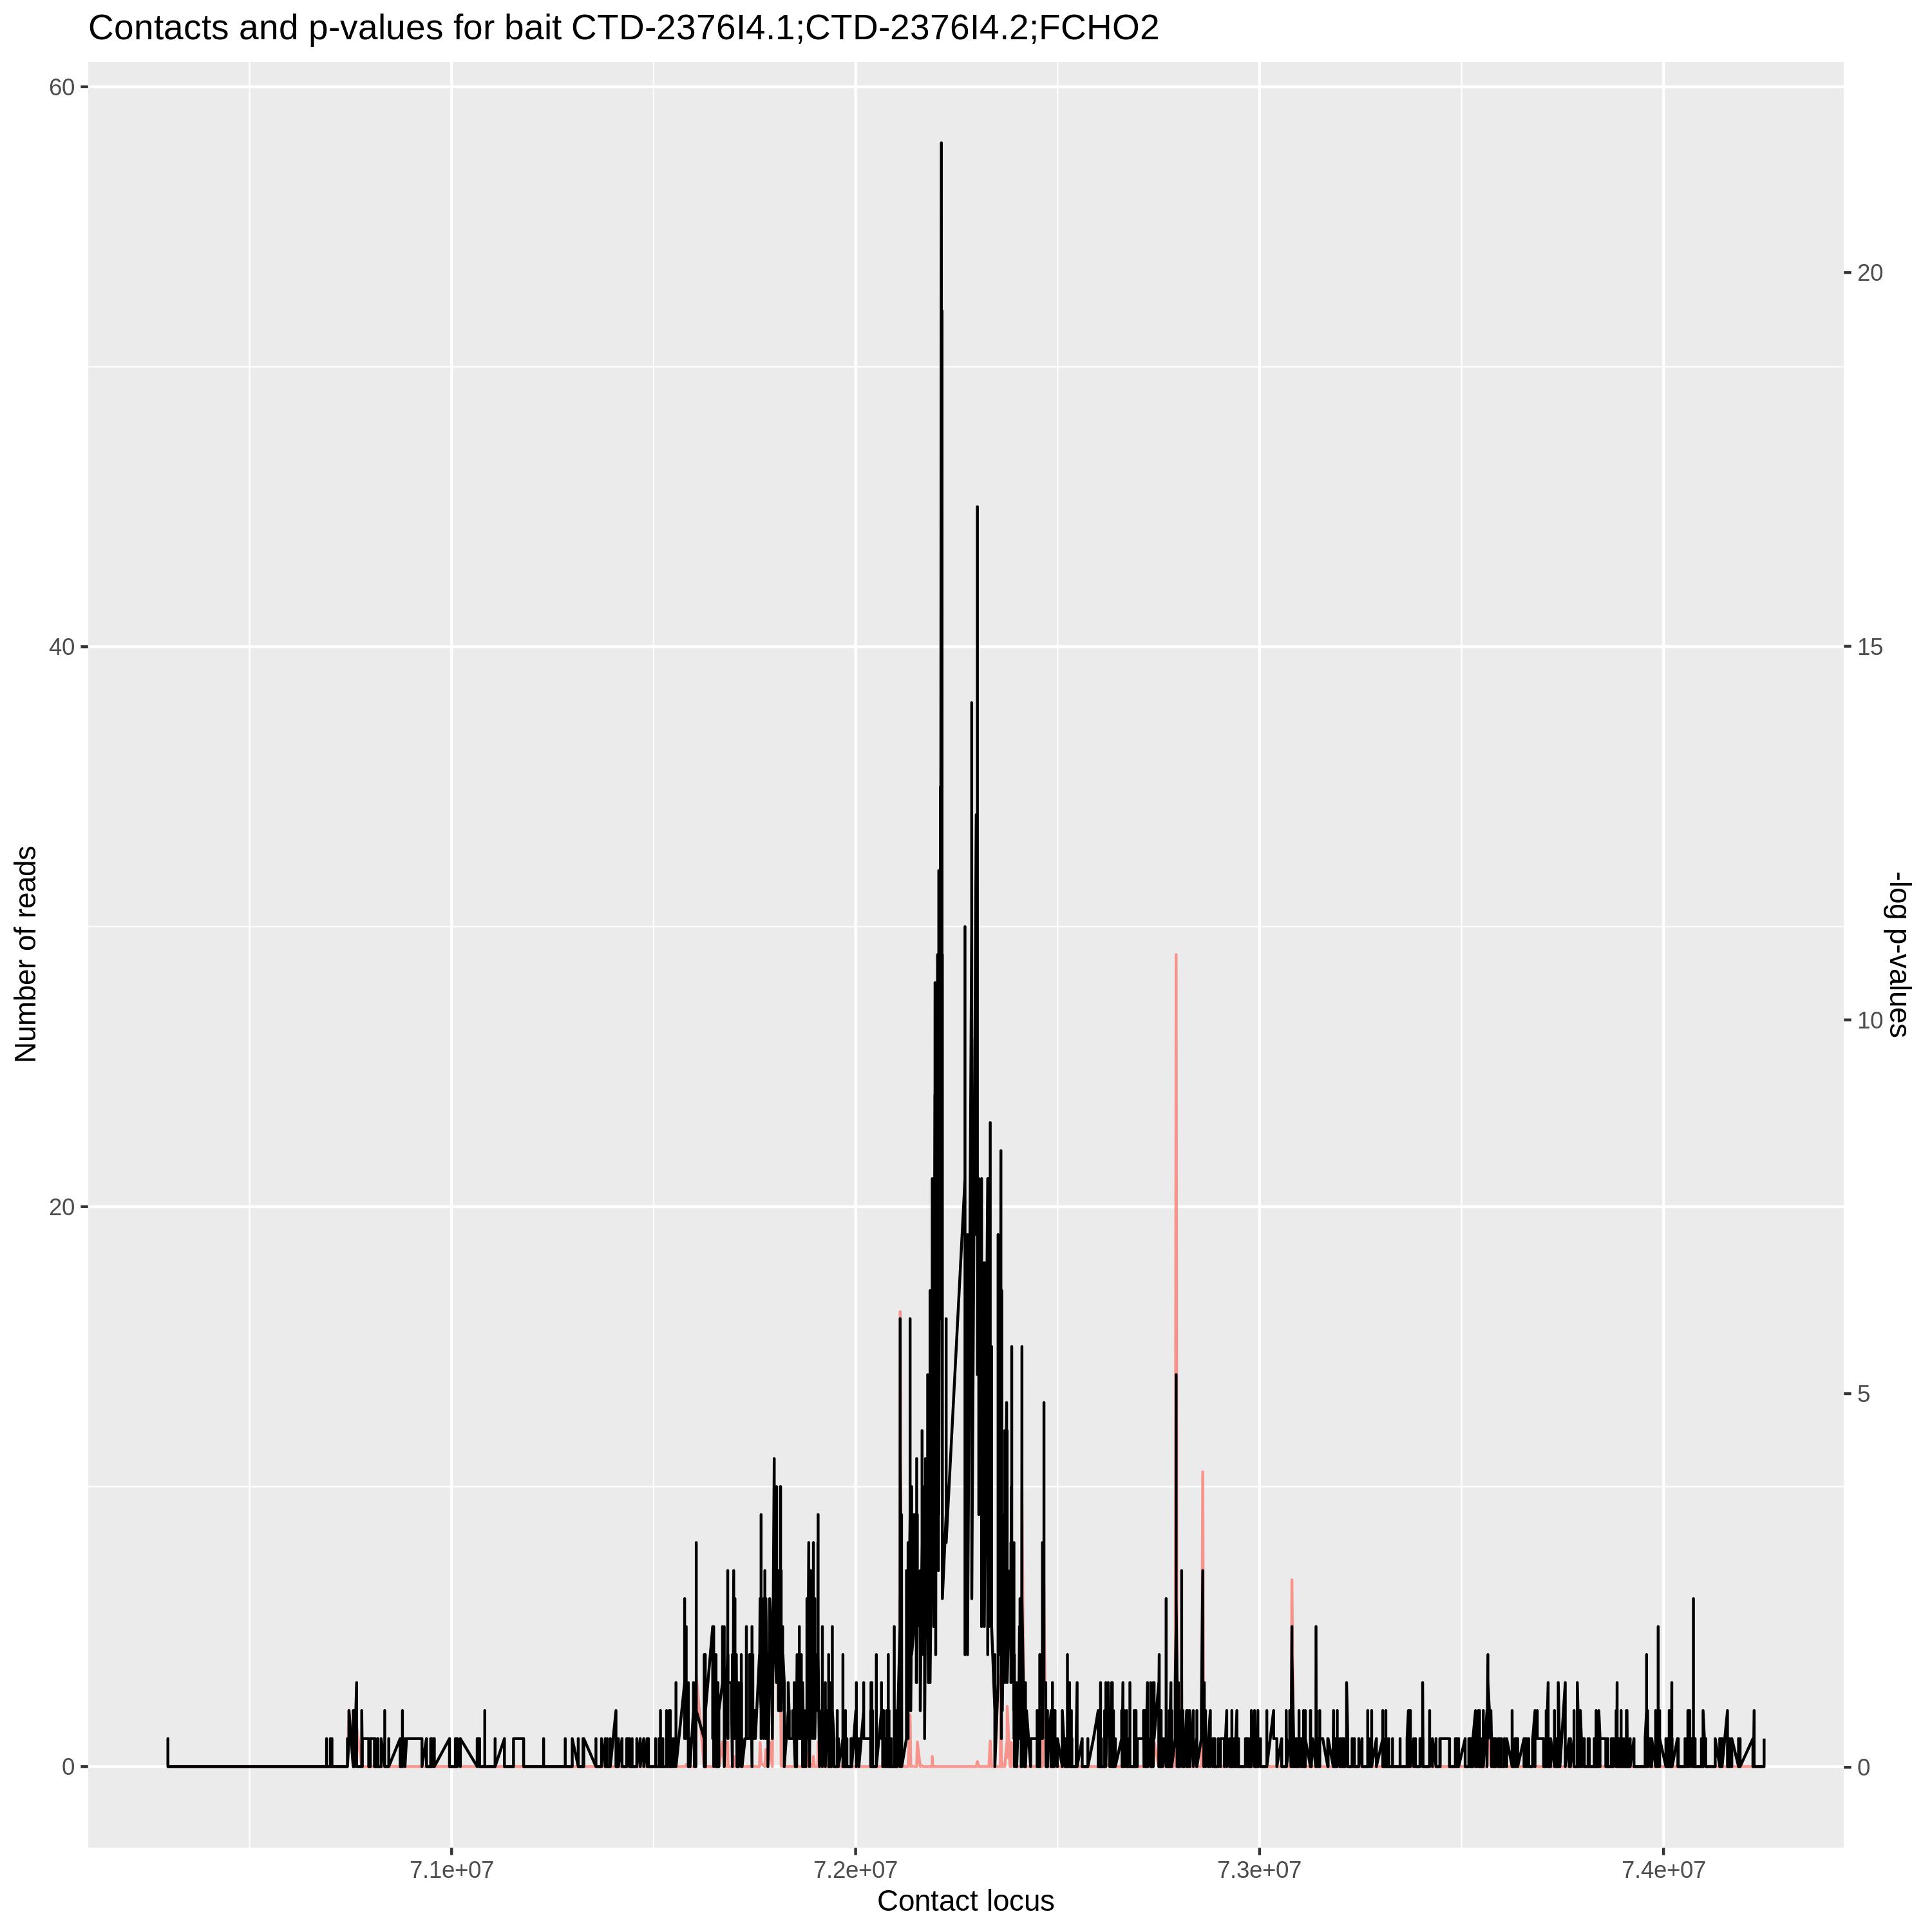 Contacts and p-values for bait CTD-2376I4.1;CTD-2376I4.2;FCHO2
60
40
20
0
Number of reads
20
15
10
5
0
-log p-values
7.1e+07 7.2e+07 7.3e+07 7.4e+07
Contact locus